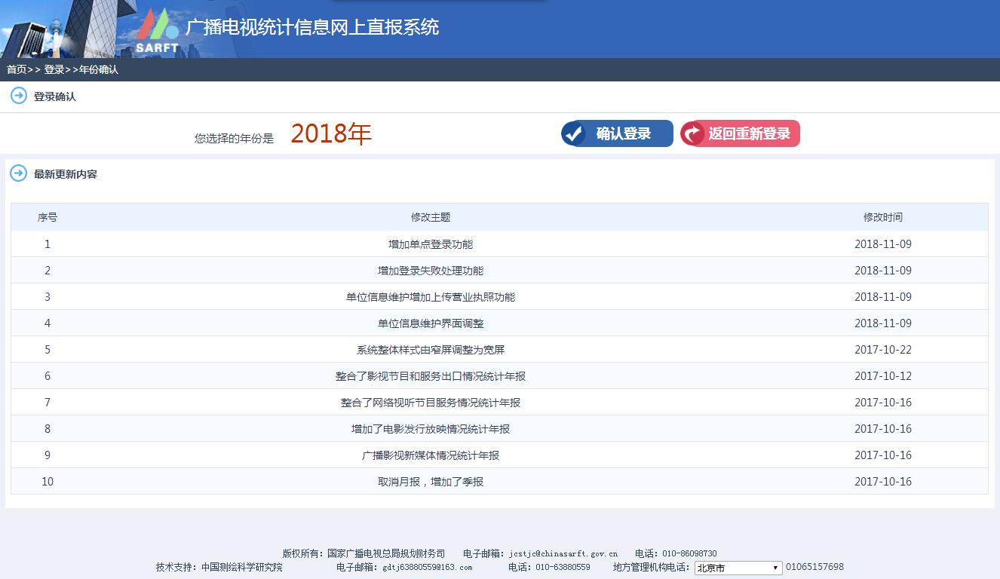 SARFT
广播电视统计信息网上直报系统
首页>> 登录>>年份确认
登录确认
您选择的年份是 2018年 确认登录 返回重新登录
最新更新内容
序号 修改主题 修改时间
1 增加单点登录功能 2018-11-09
2 增加登录失败处理功能 2018-11-09
3 单位信息维护增加上传营业执照功能 2018-11-09
4 单位信息维护界面调整 2018-11-09
5 系统整体样式由窄屏调整为宽屏 2017-10-22
6 整合了影视节目和服务出口情况统计年报 2017-10-12
7 整合了网络视听节目服务情况统计年报 2017-10-16
8 增加了电影发行放映情况统计年报 2017-10-16
9 广播影视新媒体情况统计年报 2017-10-16
10 取消月报，增加了季报 2017-10-16
版权所有：国家广播电视总局规划财务司 电子邮箱：jcstjc@chinasarft.gov.cn 电话：010-86098730
技术支持：中国测绘科学研究院 电子邮箱：gdtj63880559@163.com 电话：010-63880559 地方管理机构电话：北京市 01065157698